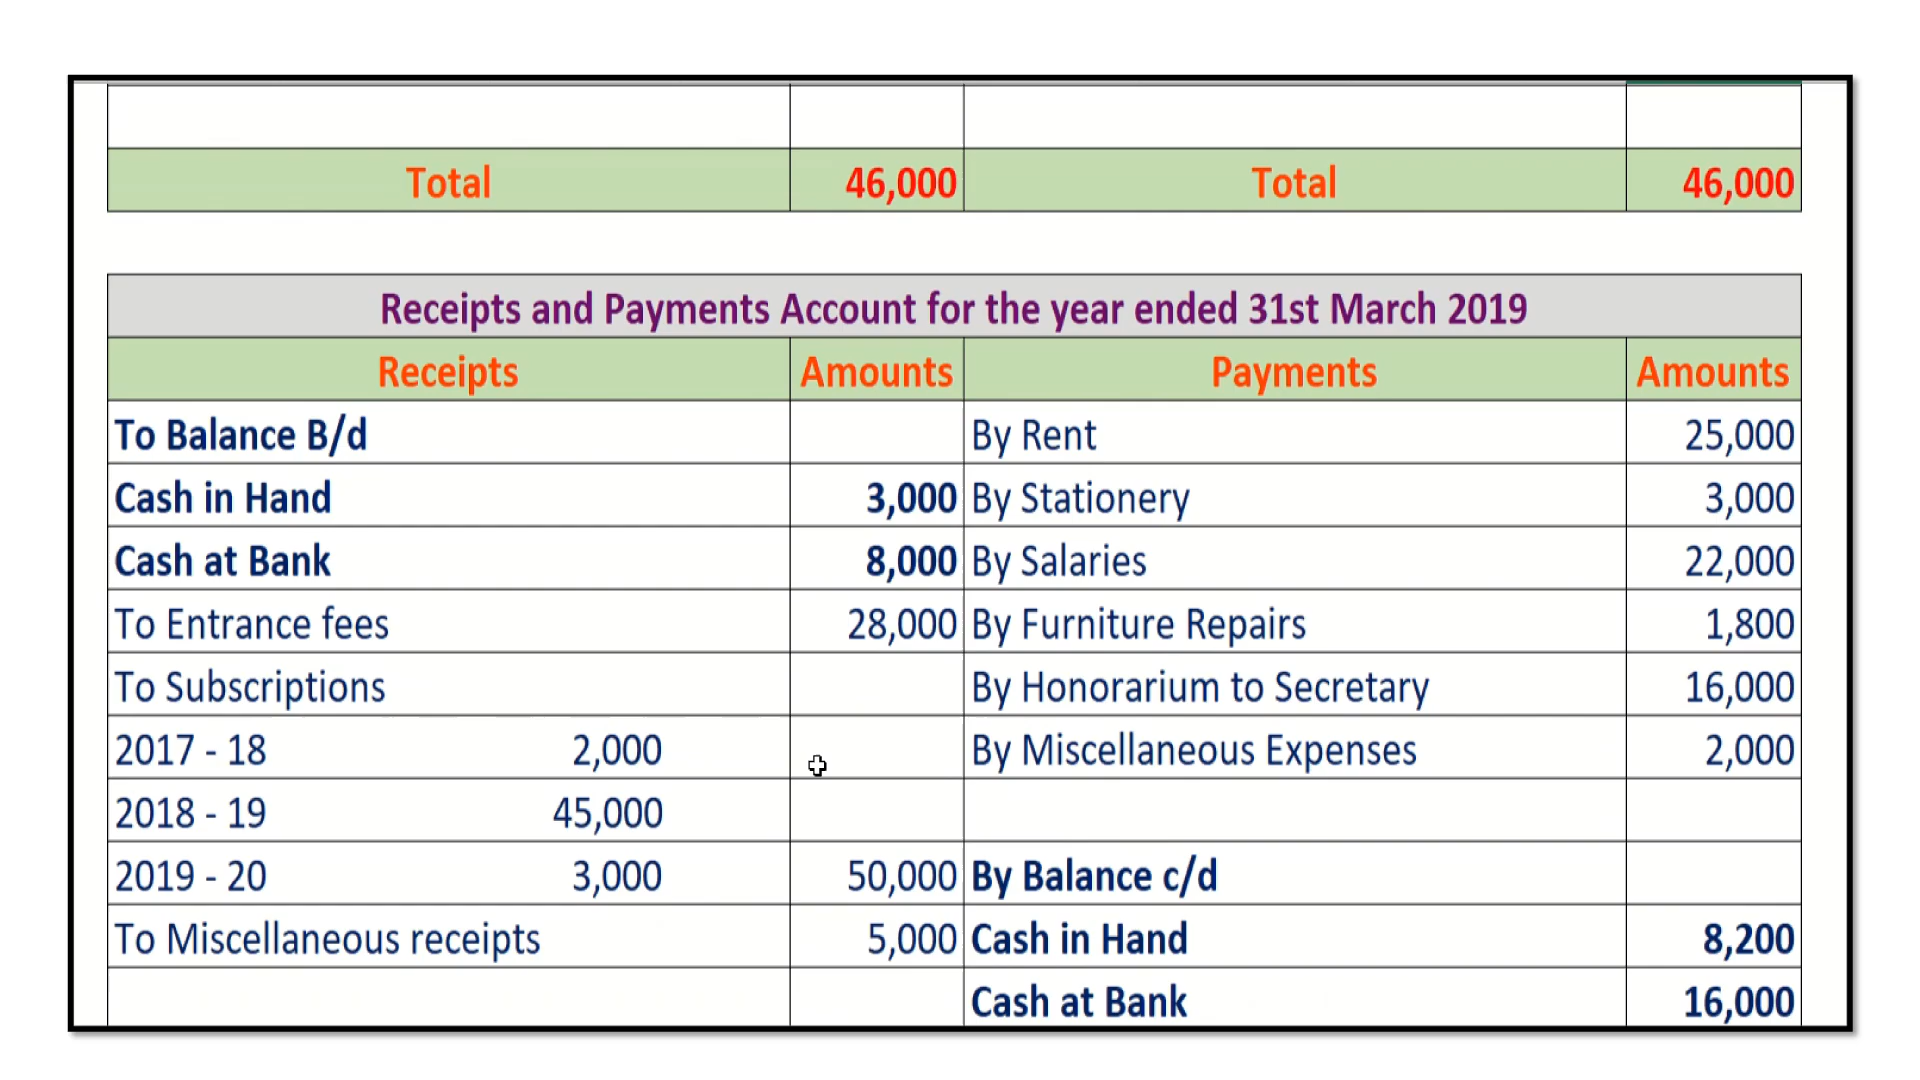 Total 46,000 Total 46,000
Receipts and Payments Account for the year ended 31st March 2019
Receipts Amounts Payments Amounts
To Balance B/d By Rent 25,000
Cash in Hand 3,000 By Stationery 3,000
Cash at Bank 8,000 By Salaries 22,000
To Entrance fees 28,000 By Furniture Repairs 1,800
To Subscriptions By Honorarium to Secretary 16,000
2017 - 18 2,000 By Miscellaneous Expenses 2,000
2018 - 19 45,000
2019 - 20 3,000 50,000 By Balance c/d
To Miscellaneous receipts 5,000 Cash in Hand 8,200
Cash at Bank 16,000